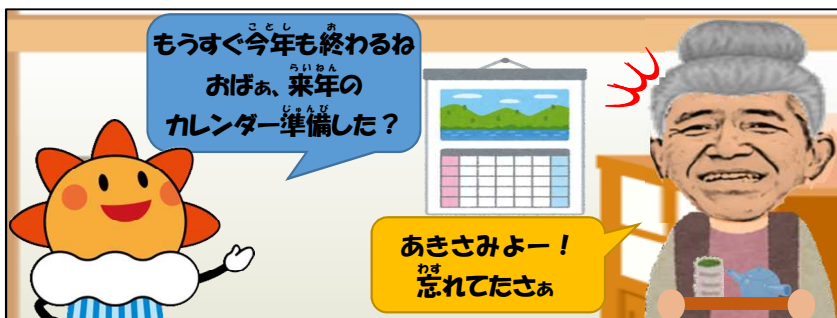 もうすぐ今年も終わるね
おばぁ、来年の
カレンダー準備した？
あきさみよー！
忘れてたさぁ